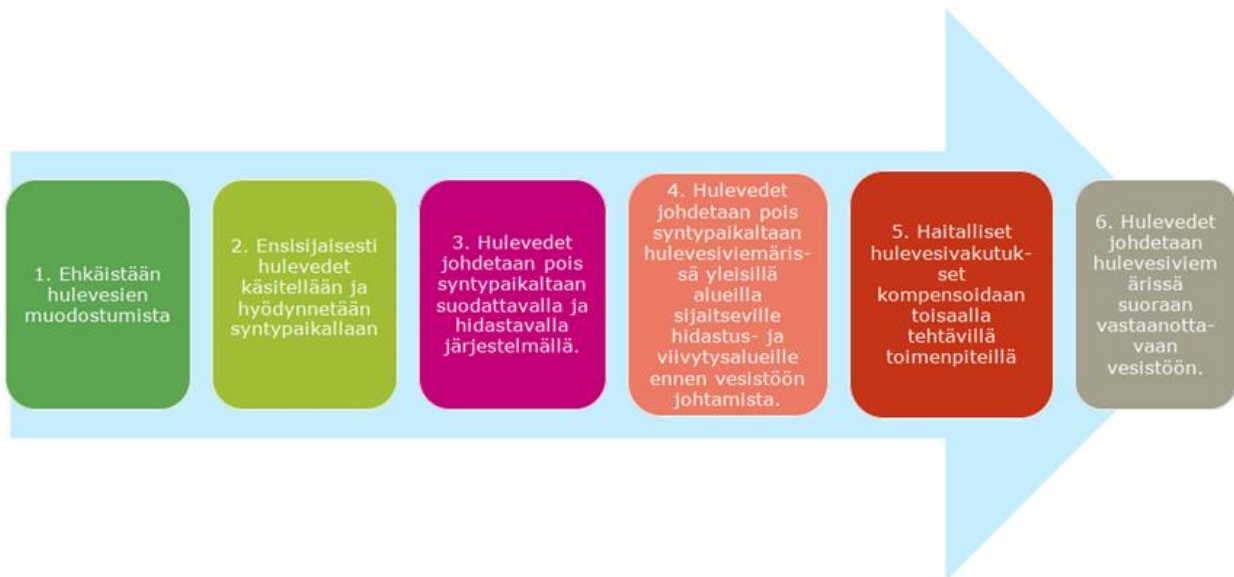 1. Ehkäistään
hulevesien
muodostumista
2. Ensisijaisesti
hulevedet
käsitellään ja
hyödynnetään
syntypaikallaan
3. Hulevedet
johdetaan pois
syntypaikaltaan
suodattavalla ja
hidastavalla
järjestelmällä.
4. Hulevedet
johdetaan pois
syntypaikaltaan
hulevesiviemäris-
sä yleisillä
alueilla
sijaitseville
hidastus- ja
viivytysalueille
ennen vesistöön
johtamista.
5. Haitalliset
hulevesivakutuk-
set
kompensoidaan
toisaalla
tehtävillä
toimenpiteillä
6. Hulevedet
johdetaan
hulevesiviem
ärissä
suoraan
vastaanotta-
vaan
vesistöön.